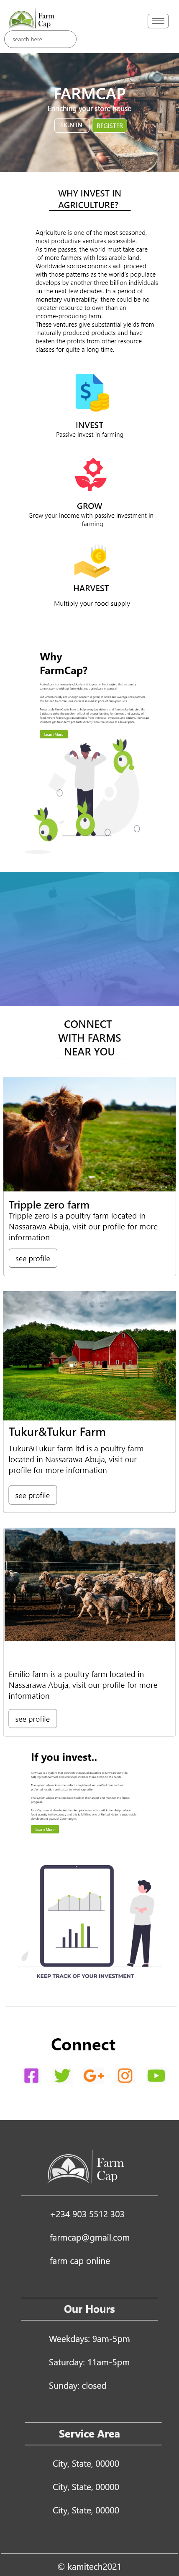 Farm
Cap
search here
FARMCAP
Enriching your store house
SIGN IN
REGISTER
WHY INVEST IN
AGRICULTURE?
Agriculture is one of the most seasoned,
most productive ventures accessible.
As time passes, the world must take care
of more farmers with less arable land.
Worldwide socioeconomics will proceed
with those patterns as the world's populace
develops by another three billion individuals
in the next few decades. In a period of
monetary vulnerability, there could be no
greater resource to own than an
income-producing farm.
These ventures give substantial yields from
naturally produced products and have
beaten the profits from other resource
classes for quite a long time.
INVEST
Passive invest in farming
GROW
Grow your income with passive investment in
farming
HARVEST
Multiply your food supply
Why
FarmCap?
Learn More
CONNECT
WITH FARMS
NEAR YOU
Tripple zero farm
Tripple zero is a poultry farm located in
Nassarawa Abuja, visit our profile for more
information
see profile
Tukur&Tukur Farm
Tukur&Tukur farm ltd is a poultry farm
located in Nassarawa Abuja, visit our
profile for more information
see profile
Emilio farm is a poultry farm located in
Nassarawa Abuja, visit our profile for more
information
see profile
If you invest..
Learn More
KEEP TRACK OF YOUR INVESTMENT
Connect
Farm
Cap
+234 903 5512 303
farmcap@gmail.com
farm cap online
Our Hours
Weekdays: 9am-5pm
Saturday: 11am-5pm
Sunday: closed
Service Area
City, State, 00000
City, State, 00000
City, State, 00000
© kamitech2021